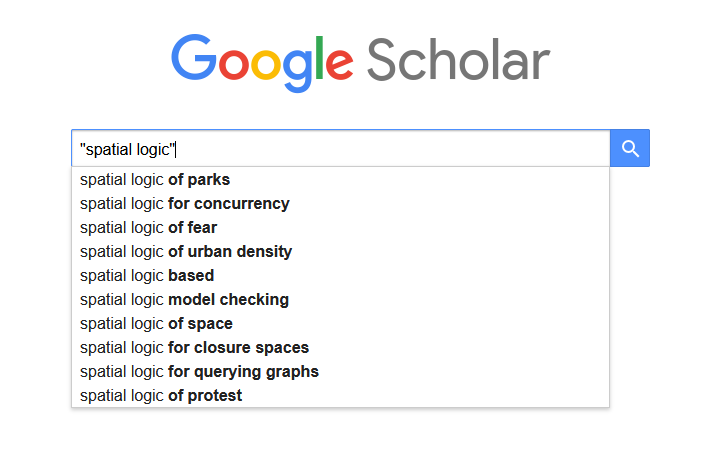 Google Scholar
"spatial logic"
spatial logic of parks
spatial logic for concurrency
spatial logic of fear
spatial logic of urban density
spatial logic based
spatial logic model checking
spatial logic of space
spatial logic for closure spaces
spatial logic for querying graphs
spatial logic of protest